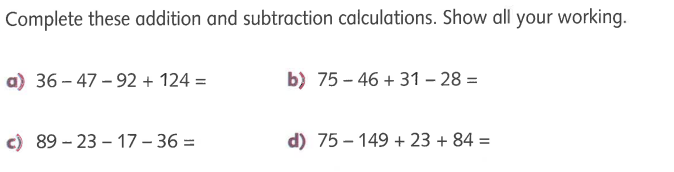 Complete these addition and subtraction calculations. Show all your working.
a) 36 – 47 – 92 + 124 =
b) 75 – 46 + 31 – 28 =
c) 89 – 23 – 17 – 36 =
d) 75 – 149 + 23 + 84 =